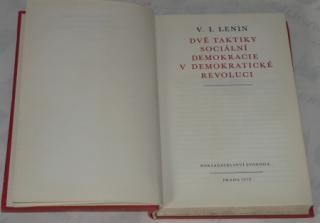 V. I. LENIN
DVĚ TAKTIKY
SOCIÁLNÍ
DEMOKRACIE
V DEMOKRATICKÉ
REVOLUCI
NAKLADATELSTVÍ SVOBODA
PRAHA